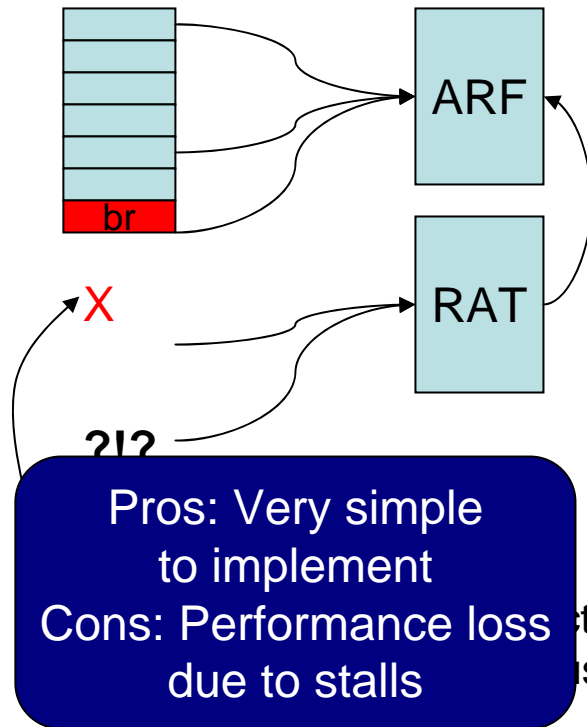 ARF
br
X
RAT
?!?
Pros: Very simple
to implement
Cons: Performance loss
due to stalls